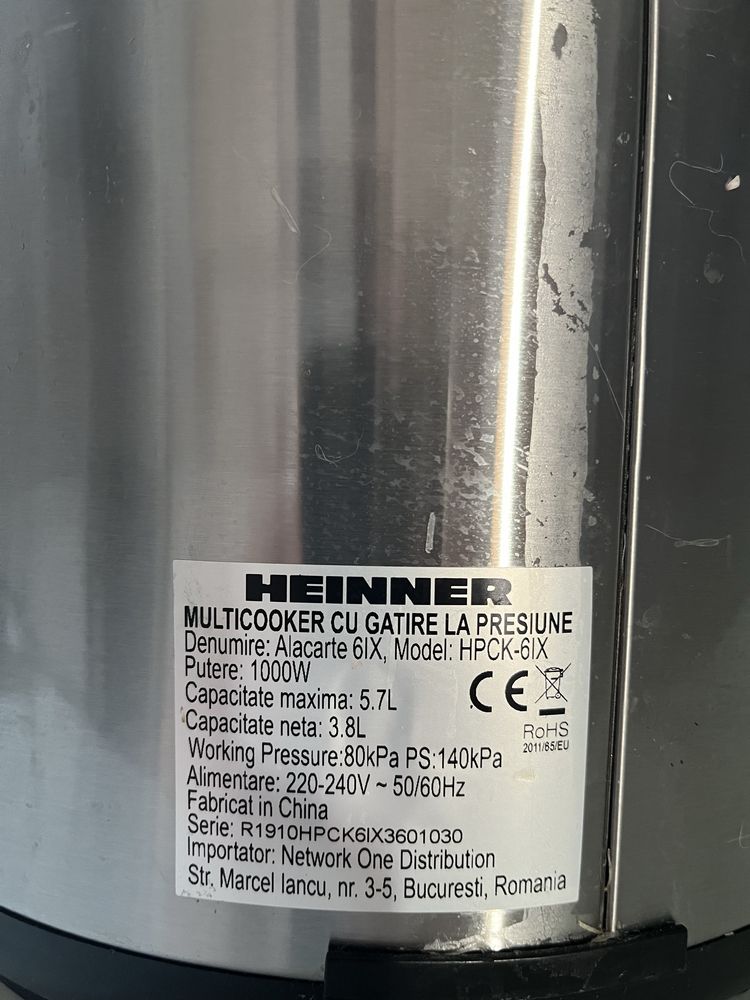 HEINNER
MULTICOOKER CU GATIRE LA PRESIUNE
Denumire: Alacarte 6IX, Model: HPCK-6IX
Putere: 1000W
Capacitate maxima: 5.7L
CE
Capacitate neta: 3.8L
RoHS
2011/65/EU
Working Pressure:80kPa PS:140kPa
Alimentare: 220-240V ~ 50/60Hz
Fabricat in China
Serie: R1910HPCK6IX3601030
Importator: Network One Distribution
Str. Marcel Iancu, nr. 3-5, Bucuresti, Romania